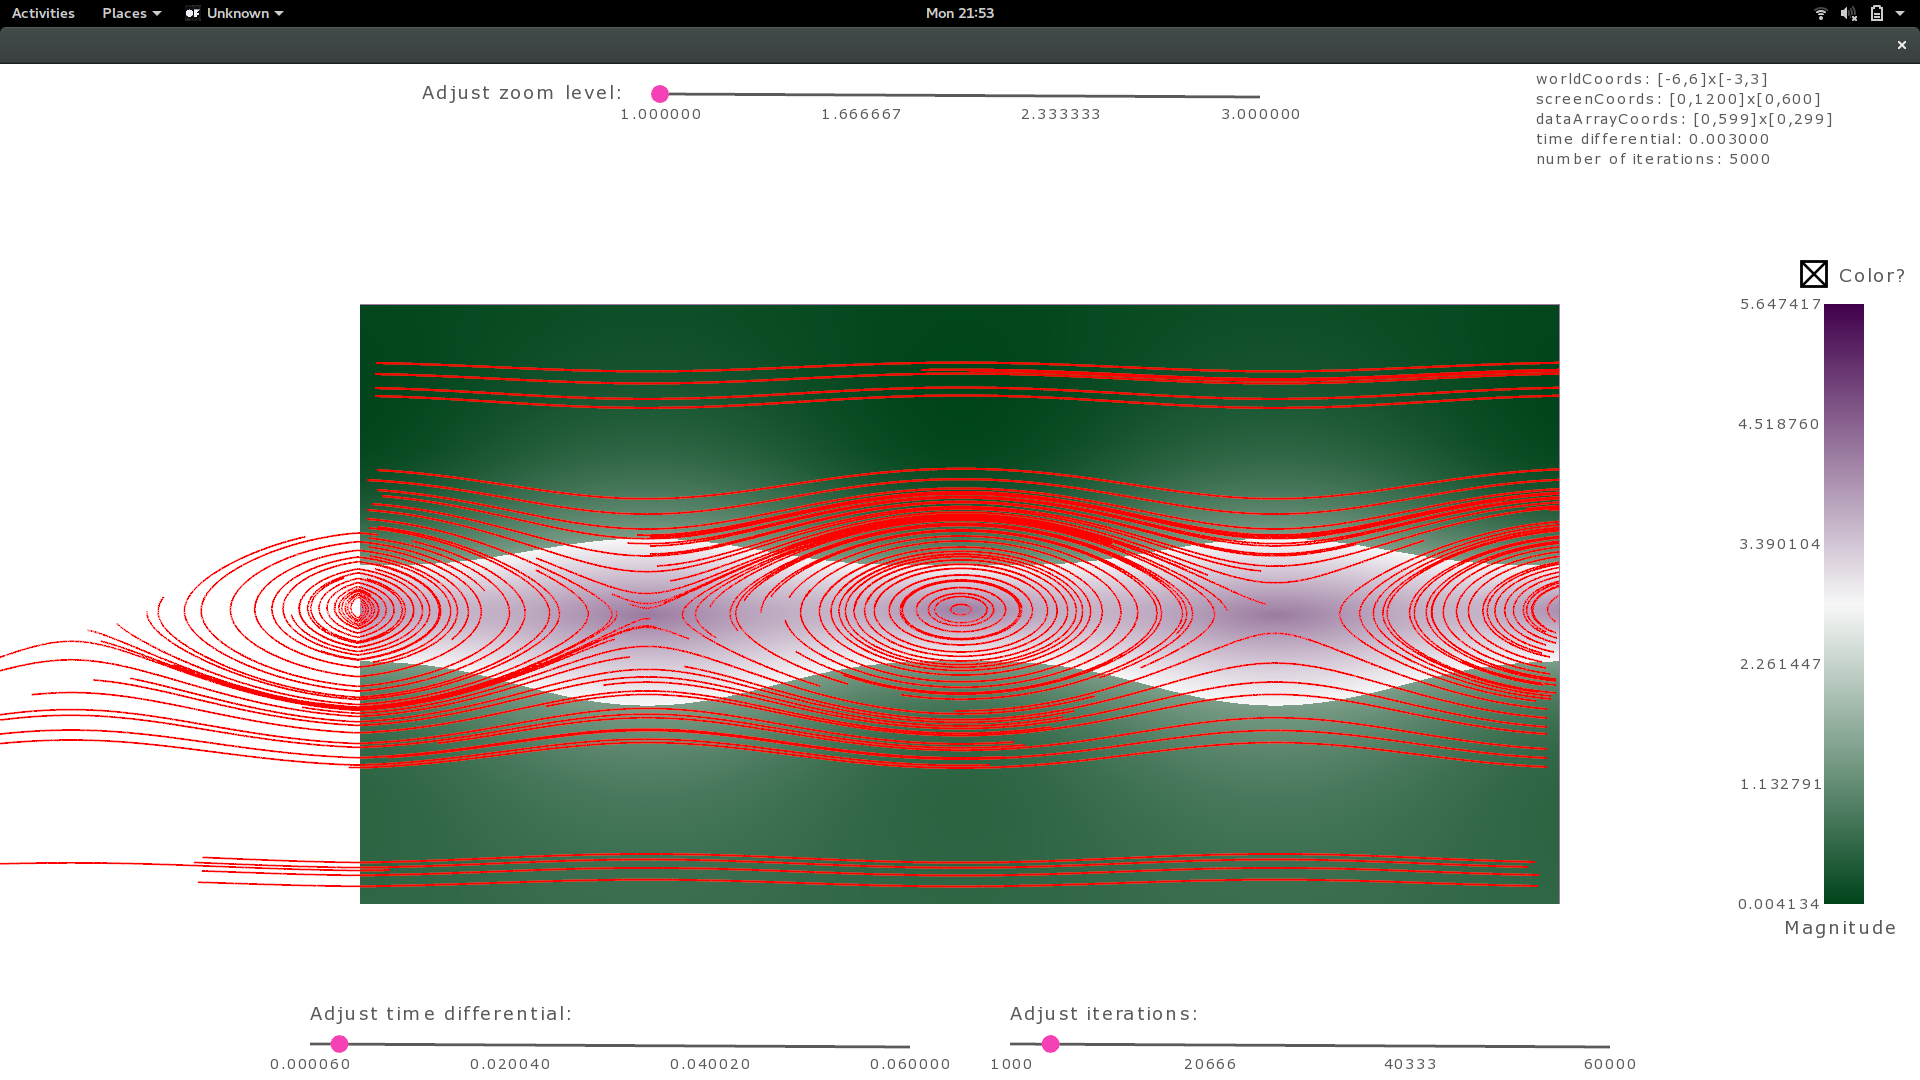 Activities Places Unknown Mon 21:53
Adjust zoom level:
1.000000 1.666667 2.333333 3.000000
worldCoords: [-6,6]x[-3,3]
screenCoords: [0,1200]x[0,600]
dataArrayCoords: [0,599]x[0,299]
time differential: 0.003000
number of iterations: 5000
Color?
5.647417
4.518760
3.390104
2.261447
1.132791
0.004134
Magnitude
Adjust time differential:
0.000060 0.020040 0.040020 0.060000
Adjust iterations:
1000 20666 40333 60000